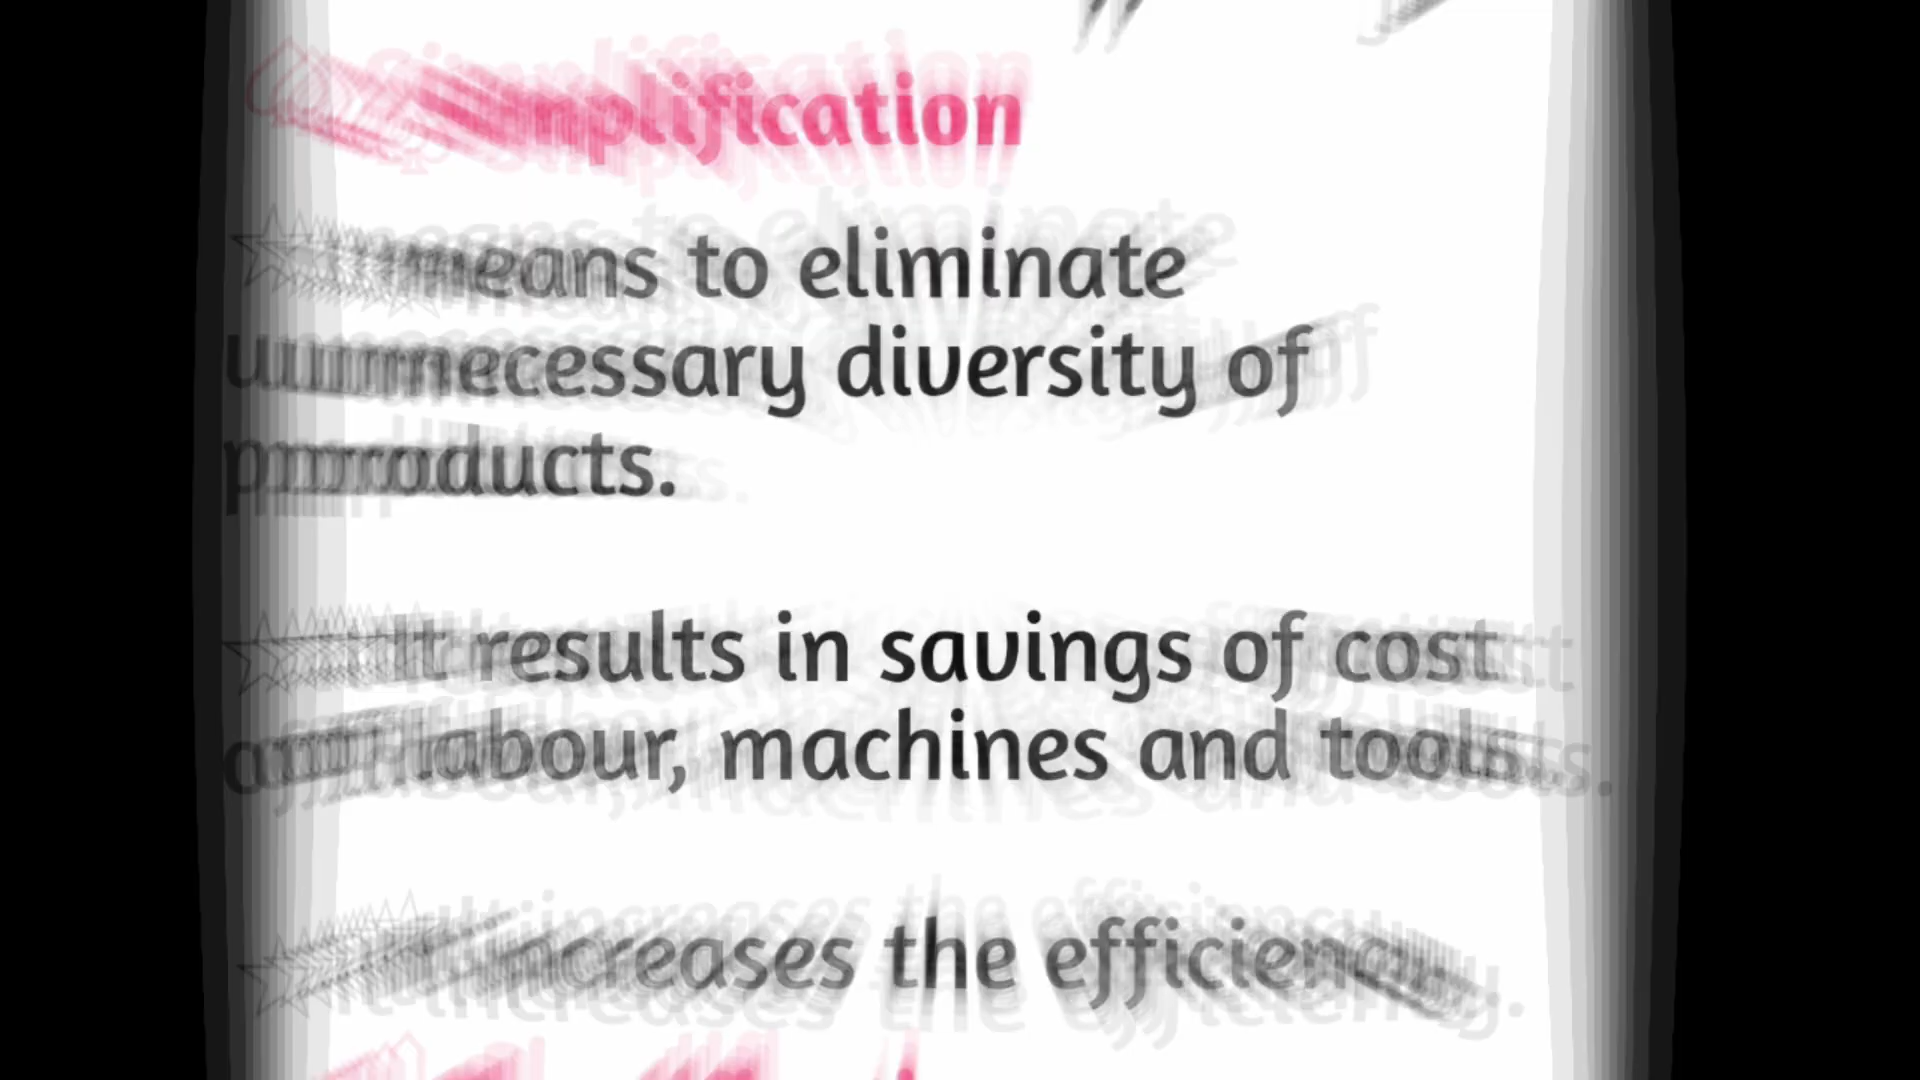 Simplification
means to eliminate
unnecessary diversity of
products.
It results in savings of cost
of labour, machines and tools.
It increases the efficiency.